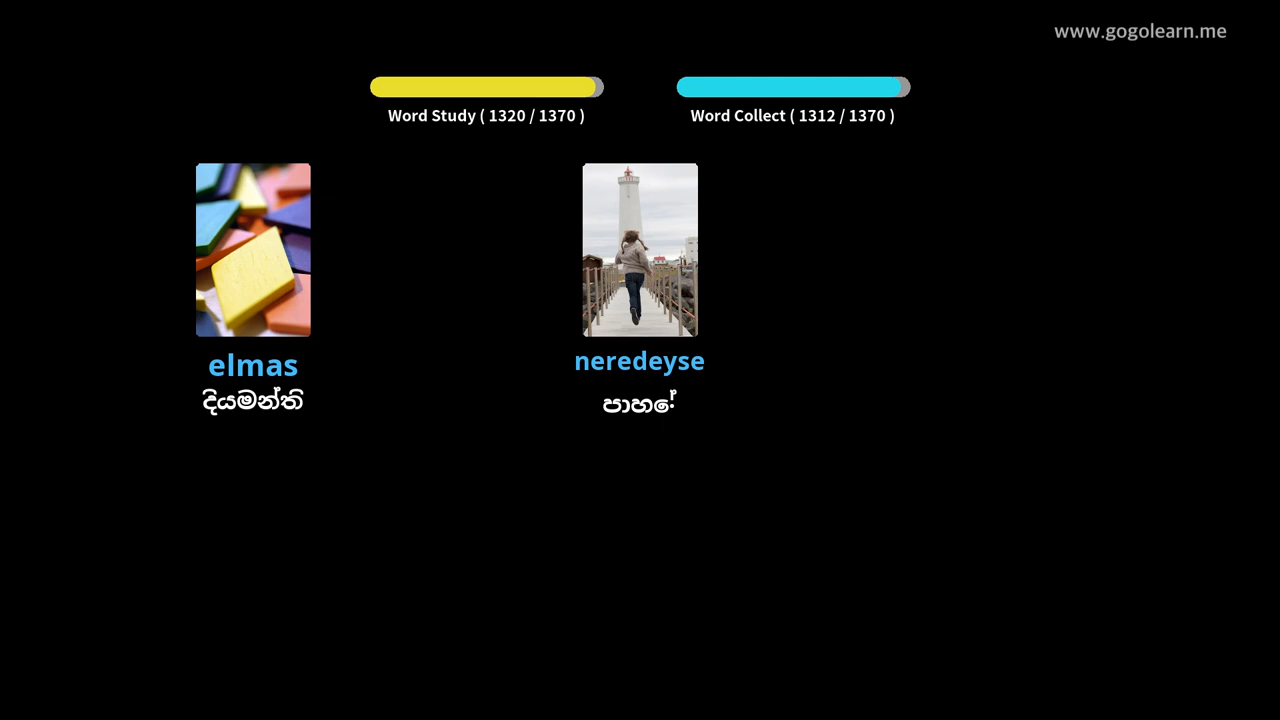 www.gogolearn.me
Word Study ( 1320 / 1370 )
Word Collect ( 1312 / 1370 )
elmas
neredeyse
දියමන්ති